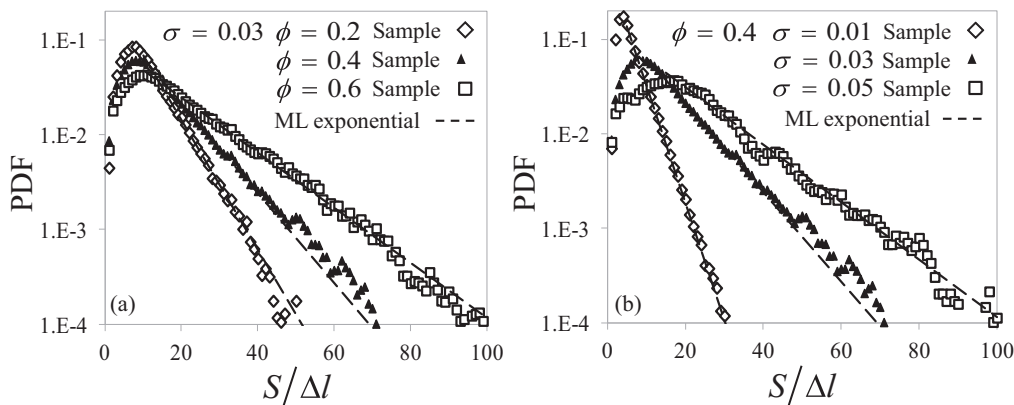 1.E-1
1.E-2
1.E-3
1.E-4
PDF
σ = 0.03 ϕ = 0.2 Sample
ϕ = 0.4 Sample
ϕ = 0.6 Sample
ML exponential
(a)
0 20 40 60 80 100
S/Δl
1.E-1
1.E-2
1.E-3
1.E-4
PDF
ϕ = 0.4 σ = 0.01 Sample
σ = 0.03 Sample
σ = 0.05 Sample
ML exponential
(b)
0 20 40 60 80 100
S/Δl